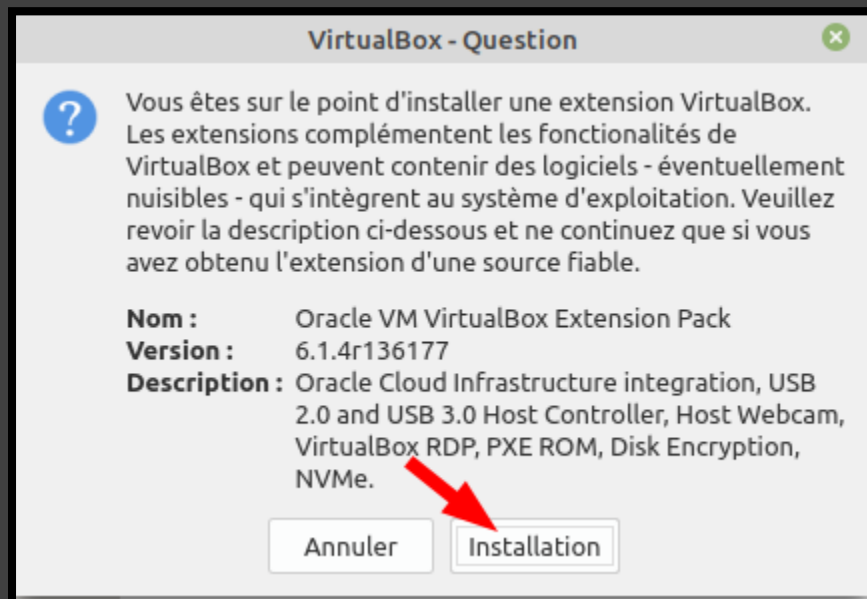 VirtualBox - Question
?
Vous êtes sur le point d'installer une extension VirtualBox.
Les extensions complémentent les fonctionalités de
VirtualBox et peuvent contenir des logiciels - éventuellement
nuisibles - qui s'intègrent au système d'exploitation. Veuillez
revoir la description ci-dessous et ne continuez que si vous
avez obtenu l'extension d'une source fiable.
Nom : Oracle VM VirtualBox Extension Pack
Version : 6.1.4r136177
Description : Oracle Cloud Infrastructure integration, USB
2.0 and USB 3.0 Host Controller, Host Webcam,
VirtualBox RDP, PXE ROM, Disk Encryption,
NVMe.
Annuler Installation